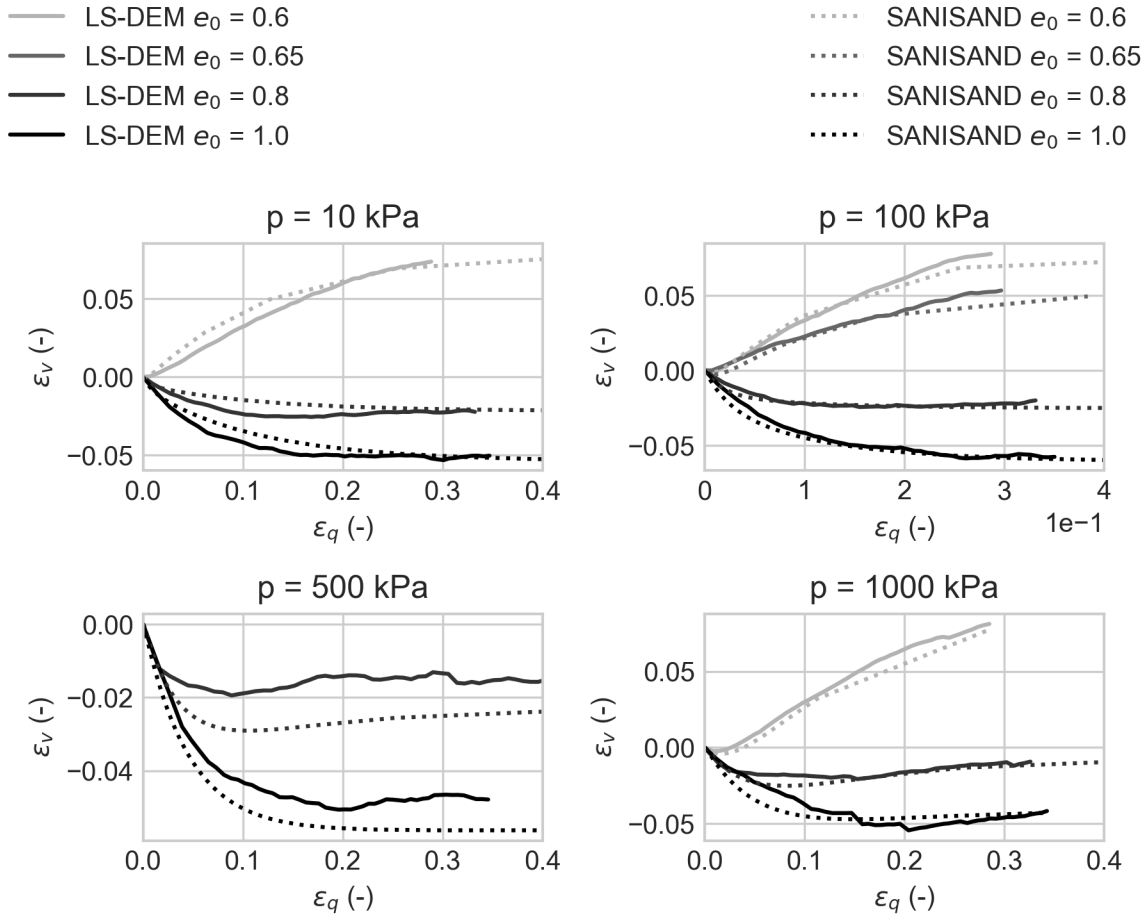 LS-DEM e₀ = 0.6
LS-DEM e₀ = 0.65
LS-DEM e₀ = 0.8
LS-DEM e₀ = 1.0
SANISAND e₀ = 0.6
SANISAND e₀ = 0.65
SANISAND e₀ = 0.8
SANISAND e₀ = 1.0
p = 10 kPa
0.05
0.00
−0.05
εᵥ (-)
0.0 0.1 0.2 0.3 0.4
ε_q (-)
p = 100 kPa
0.05
0.00
−0.05
εᵥ (-)
0 1 2 3 4
ε_q (-)
1e−1
p = 500 kPa
0.00
−0.02
−0.04
εᵥ (-)
0.0 0.1 0.2 0.3 0.4
ε_q (-)
p = 1000 kPa
0.05
0.00
−0.05
εᵥ (-)
0.0 0.1 0.2 0.3 0.4
ε_q (-)